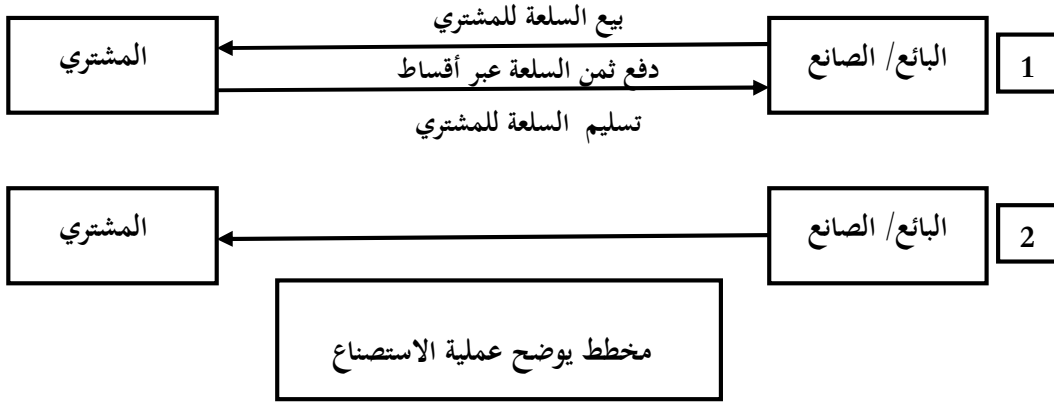 بيع السلعة للمشتري
1
البائع/ الصانع
المشتري
دفع ثمن السلعة عبر أقساط
تسليم السلعة للمشتري
2
البائع/ الصانع
المشتري
مخطط يوضح عملية الاستصناع